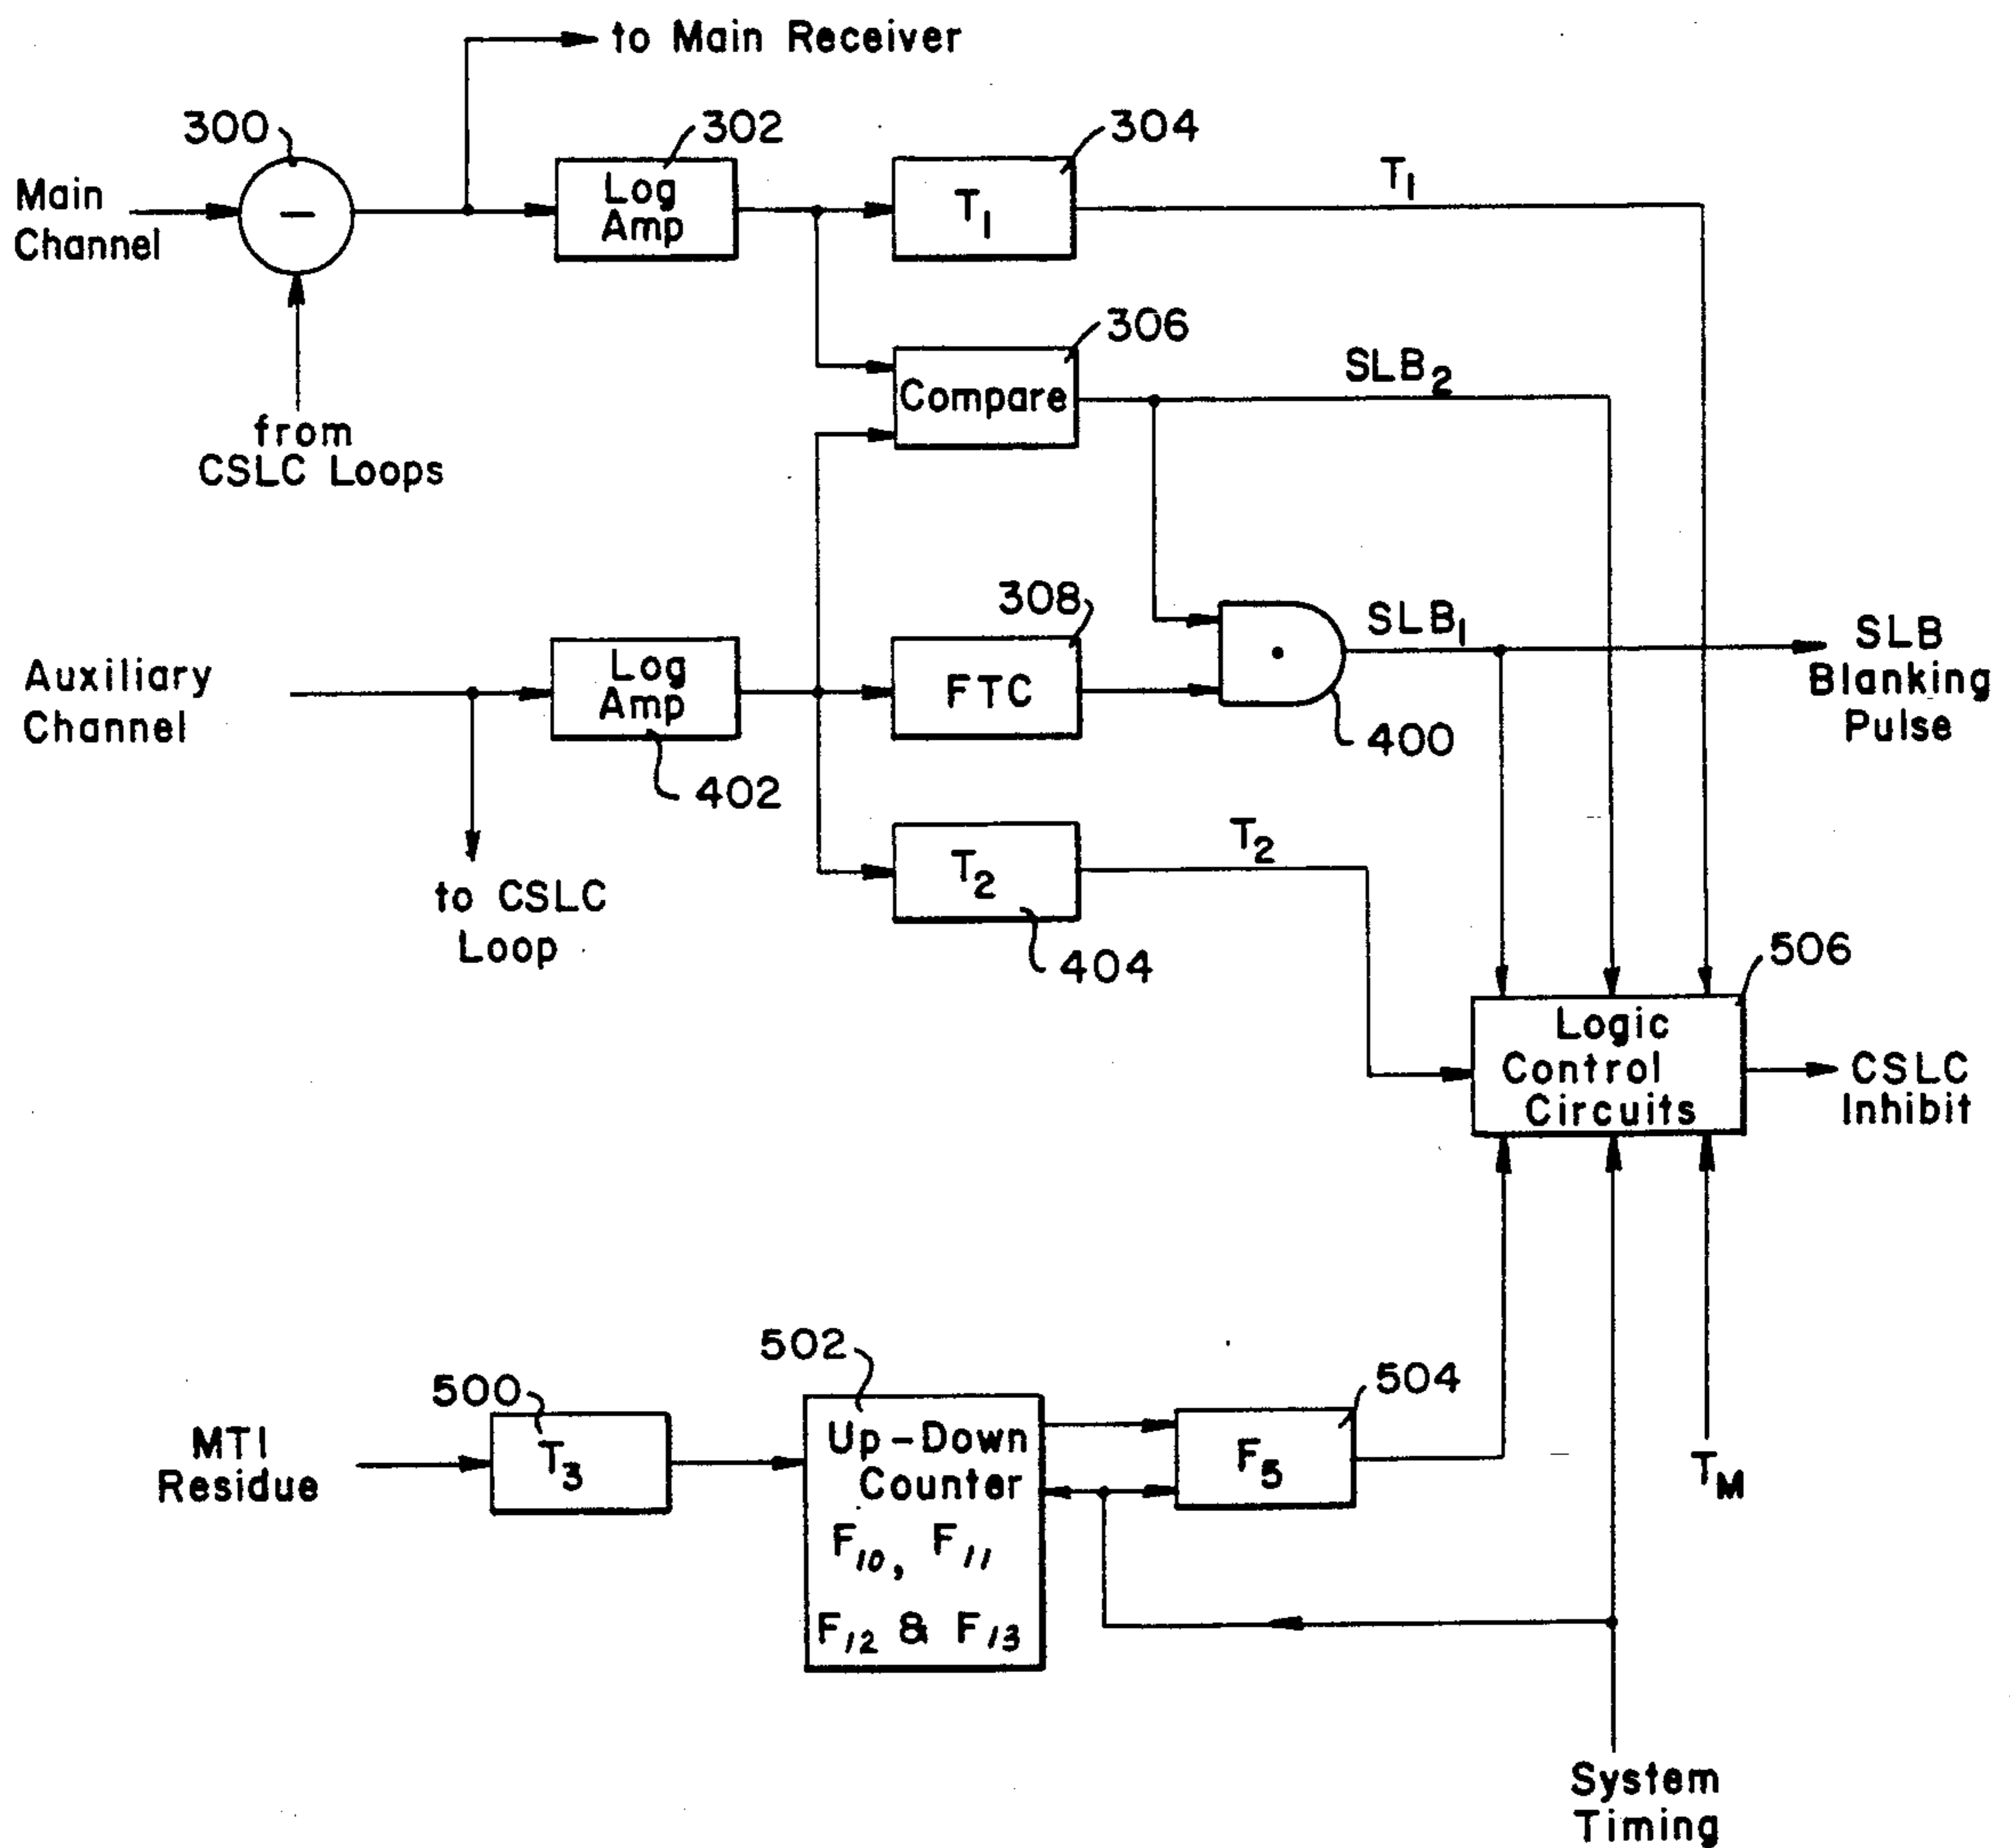 to Main Receiver
300
302
304
Main
Channel
−
Log
Amp
T1
T1
306
from
CSLC Loops
Compare
SLB2
308
Auxiliary
Channel
Log
Amp
FTC
•
SLB1
SLB
Blanking
Pulse
400
402
to CSLC
Loop
T2
T2
404
506
Logic
Control
Circuits
CSLC
Inhibit
502
500
504
MTI
Residue
T3
Up-Down
Counter
F10, F11
F12 & F13
F5
TM
System
Timing